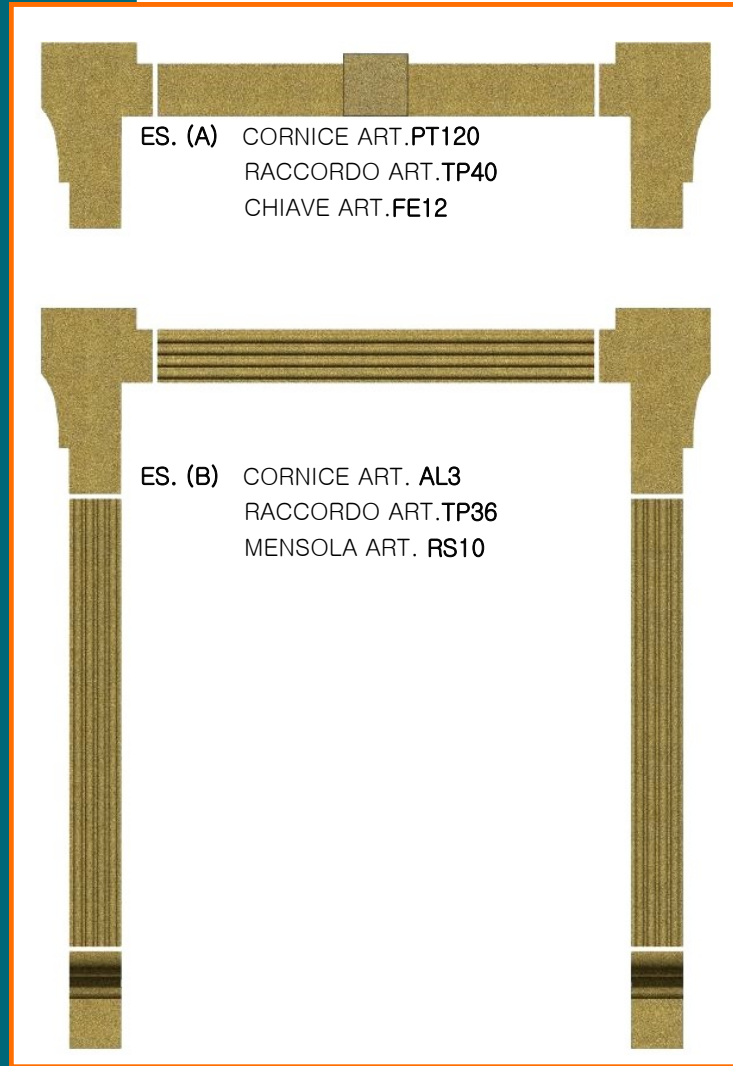 ES. (A) CORNICE ART.PT120
RACCORDO ART.TP40
CHIAVE ART.FE12
ES. (B) CORNICE ART. AL3
RACCORDO ART.TP36
MENSOLA ART. RS10